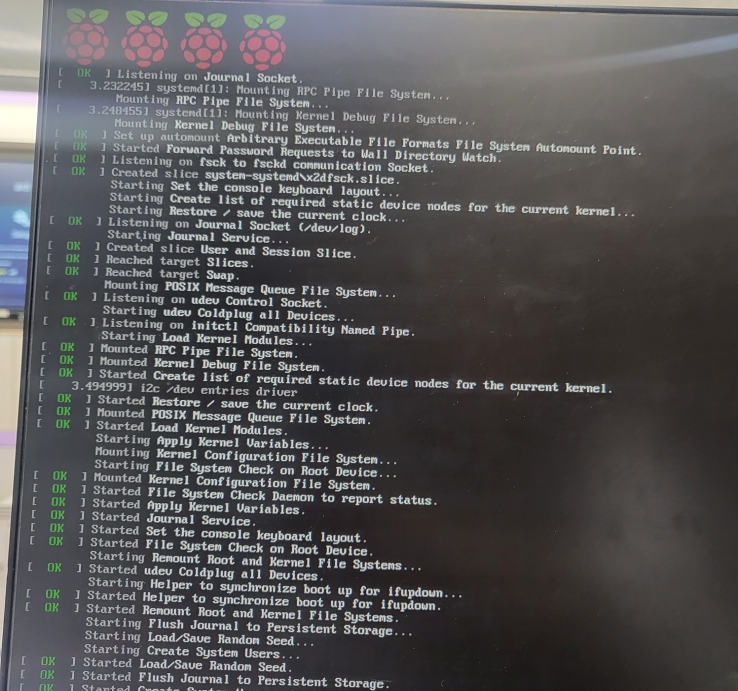 [  OK  ] Listening on Journal Socket.
[    3.232245] systemd[1]: Mounting RPC Pipe File System...
         Mounting RPC Pipe File System...
[    3.248455] systemd[1]: Mounting Kernel Debug File System...
         Mounting Kernel Debug File System...
[  OK  ] Set up automount Arbitrary Executable File Formats File System Automount Point.
[  OK  ] Started Forward Password Requests to Wall Directory Watch.
[  OK  ] Listening on fsck to fsckd communication Socket.
[  OK  ] Created slice system-systemd\x2dfsck.slice.
         Starting Set the console keyboard layout...
         Starting Create list of required static device nodes for the current kernel...
         Starting Restore / save the current clock...
[  OK  ] Listening on Journal Socket (/dev/log).
         Starting Journal Service...
[  OK  ] Created slice User and Session Slice.
[  OK  ] Reached target Slices.
[  OK  ] Reached target Swap.
         Mounting POSIX Message Queue File System...
[  OK  ] Listening on udev Control Socket.
         Starting udev Coldplug all Devices...
[  OK  ] Listening on initctl Compatibility Named Pipe.
         Starting Load Kernel Modules...
[  OK  ] Mounted RPC Pipe File System.
[  OK  ] Mounted Kernel Debug File System.
[  OK  ] Started Create list of required static device nodes for the current kernel.
[    3.494999] i2c /dev entries driver
[  OK  ] Started Restore / save the current clock.
[  OK  ] Mounted POSIX Message Queue File System.
[  OK  ] Started Load Kernel Modules.
         Starting Apply Kernel Variables...
         Mounting Kernel Configuration File System...
         Starting File System Check on Root Device...
[  OK  ] Mounted Kernel Configuration File System.
[  OK  ] Started File System Check Daemon to report status.
[  OK  ] Started Apply Kernel Variables.
[  OK  ] Started Journal Service.
[  OK  ] Started Set the console keyboard layout.
[  OK  ] Started File System Check on Root Device.
         Starting Remount Root and Kernel File Systems...
[  OK  ] Started udev Coldplug all Devices.
         Starting Helper to synchronize boot up for ifupdown...
[  OK  ] Started Helper to synchronize boot up for ifupdown.
[  OK  ] Started Remount Root and Kernel File Systems.
         Starting Flush Journal to Persistent Storage...
         Starting Load/Save Random Seed...
         Starting Create System Users...
[  OK  ] Started Load/Save Random Seed.
[  OK  ] Started Flush Journal to Persistent Storage.
[  OK  ] Started